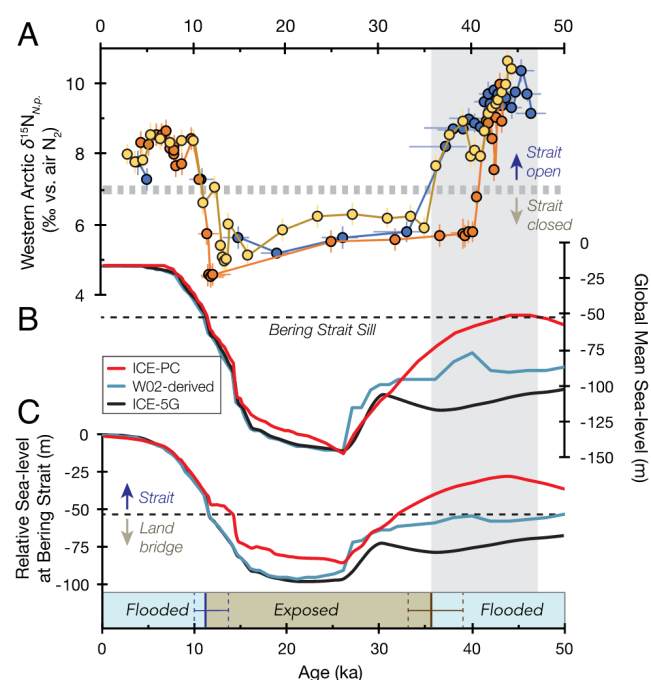 A
0 10 20 30 40 50
10
8
6
4
Western Arctic δ¹⁵N_N.p.
(‰ vs. air N₂)
Strait
open
Strait
closed
0
-25
-50
-75
-100
-125
-150
Global Mean Sea-level (m)
B
Bering Strait Sill
ICE-PC
W02-derived
ICE-5G
C
0
-25
-50
-75
-100
Relative Sea-level
at Bering Strait (m)
Strait
Land
bridge
Flooded Exposed Flooded
0 10 20 30 40 50
Age (ka)